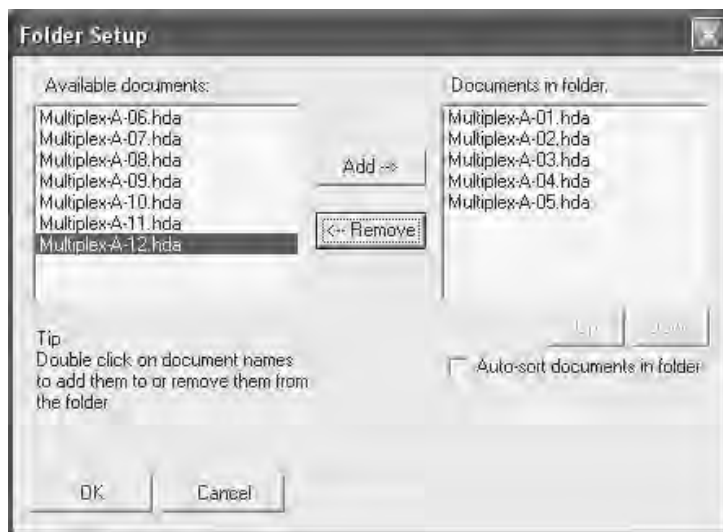 Folder Setup
Available documents:
Multiplex-A-06.hda
Multiplex-A-07.hda
Multiplex-A-08.hda
Multiplex-A-09.hda
Multiplex-A-10.hda
Multiplex-A-11.hda
Multiplex-A-12.hda
Add -->
<-- Remove
Documents in folder.
Multiplex-A-01.hda
Multiplex-A-02.hda
Multiplex-A-03.hda
Multiplex-A-04.hda
Multiplex-A-05.hda
Auto-sort documents in folder
Tip
Double click on document names
to add them to or remove them from
the folder
OK
Cancel